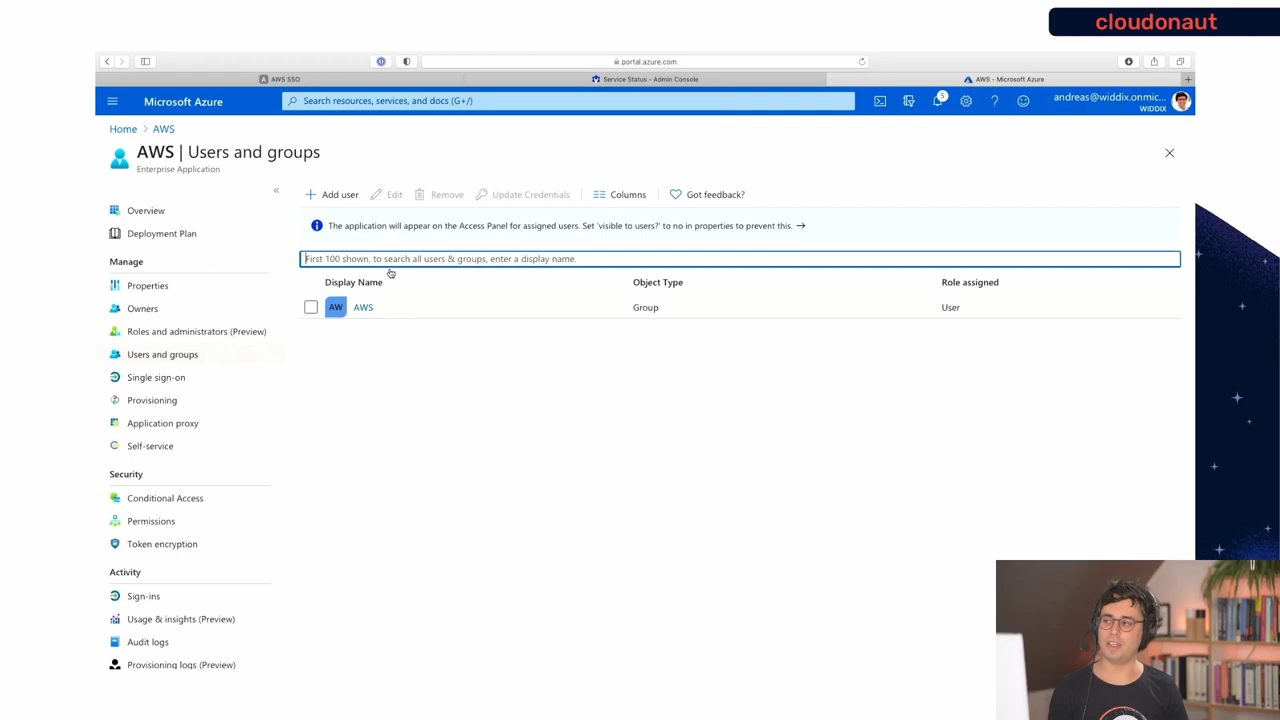 cloudonaut
portal.azure.com
AWS SSO
Service Status - Admin Console
AWS - Microsoft Azure
Microsoft Azure
Search resources, services, and docs (G+/)
5
andreas@widdix.onmic...
WIDDIX
Home > AWS
AWS | Users and groups
Enterprise Application
Add user
Edit
Remove
Update Credentials
Columns
Got feedback?
The application will appear on the Access Panel for assigned users. Set 'visible to users?' to no in properties to prevent this. →
First 100 shown, to search all users & groups, enter a display name.
Display Name
Object Type
Role assigned
AW
AWS
Group
User
Overview
Deployment Plan
Manage
Properties
Owners
Roles and administrators (Preview)
Users and groups
Single sign-on
Provisioning
Application proxy
Self-service
Security
Conditional Access
Permissions
Token encryption
Activity
Sign-ins
Usage & insights (Preview)
Audit logs
Provisioning logs (Preview)